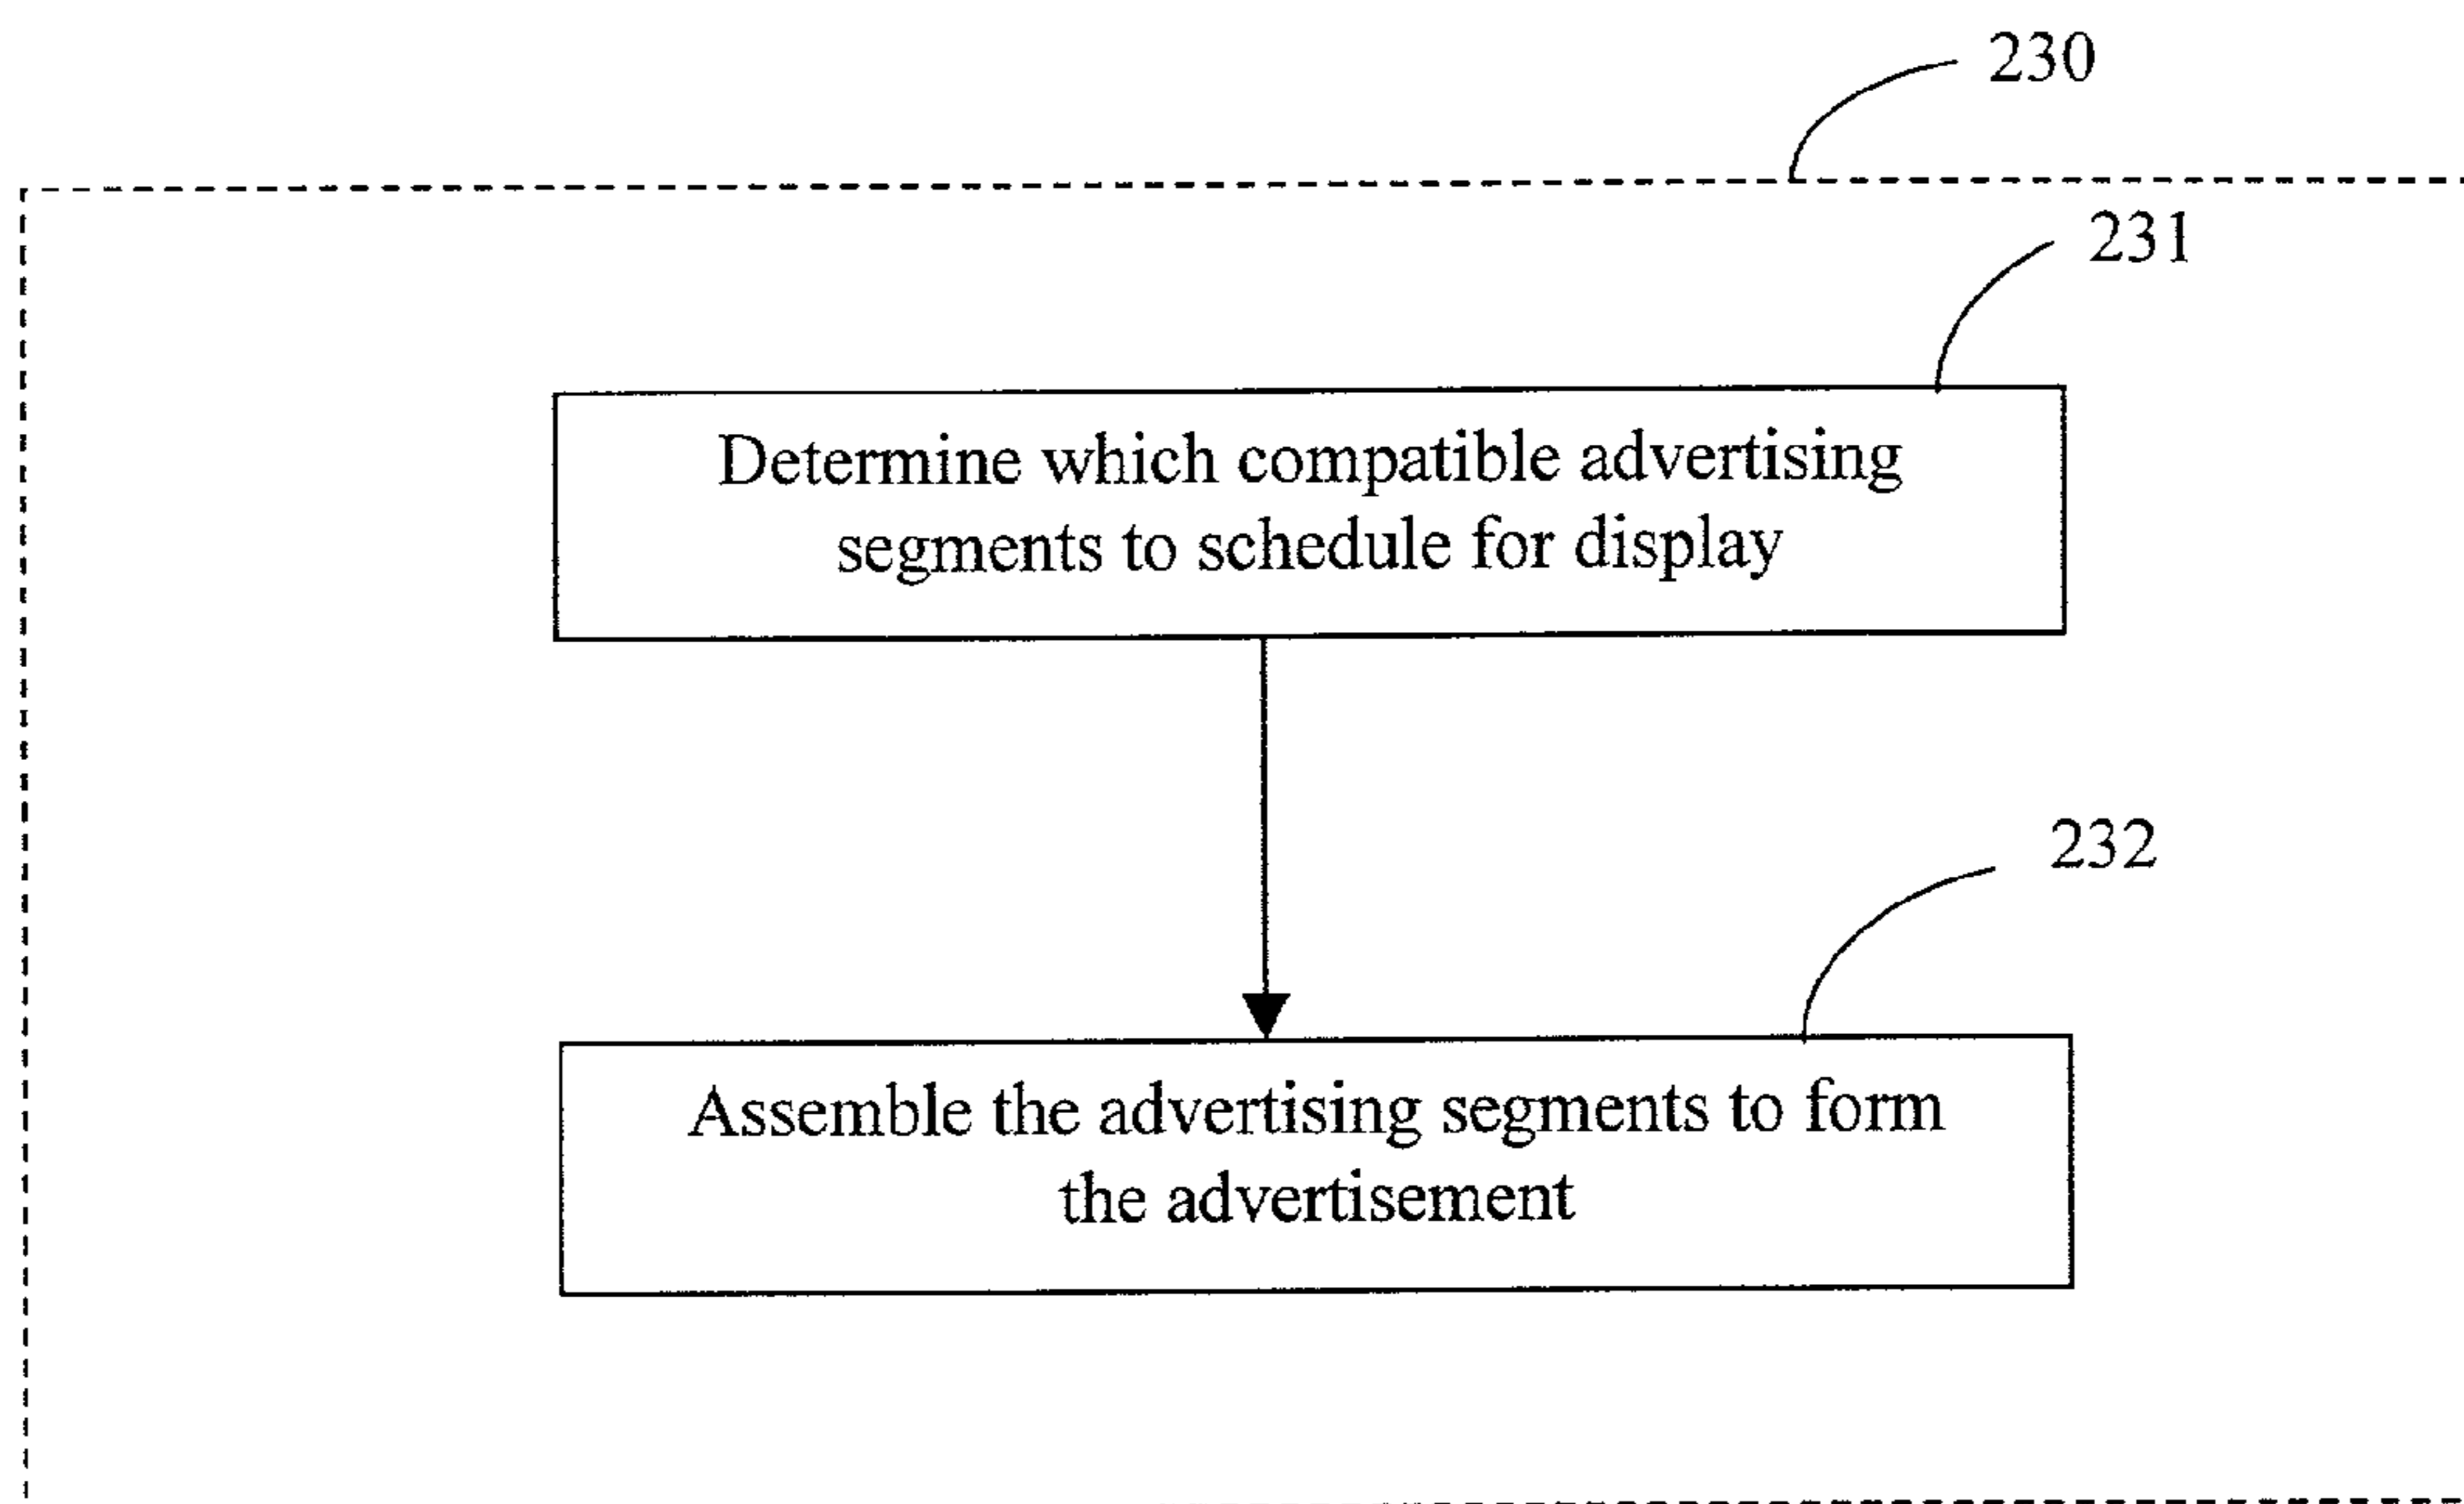 230
231
Determine which compatible advertising
segments to schedule for display
232
Assemble the advertising segments to form
the advertisement